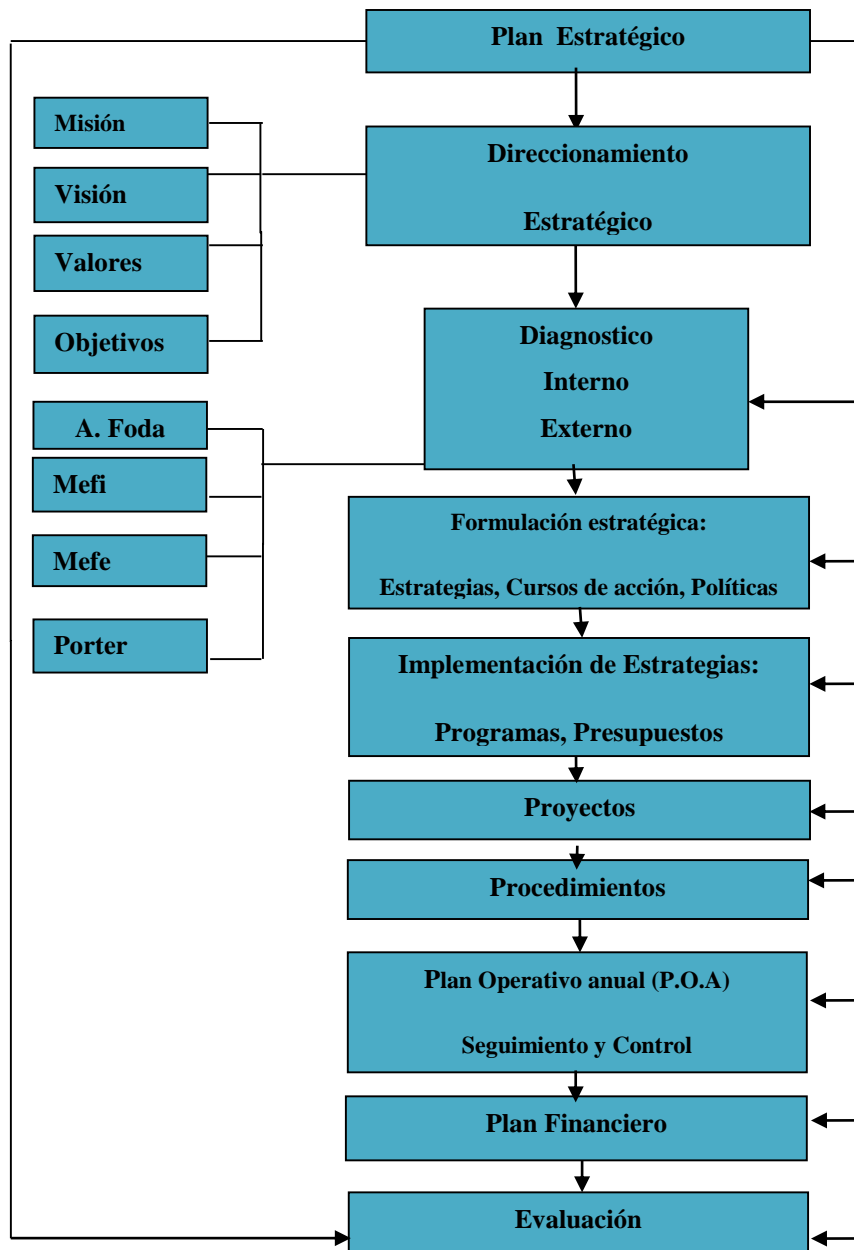 Plan Estratégico
Misión
Visión
Valores
Objetivos
Direccionamiento
Estratégico
A. Foda
Mefi
Mefe
Porter
Diagnostico
Interno
Externo
Formulación estratégica:
Estrategias, Cursos de acción, Políticas
Implementación de Estrategias:
Programas, Presupuestos
Proyectos
Procedimientos
Plan Operativo anual (P.O.A)
Seguimiento y Control
Plan Financiero
Evaluación